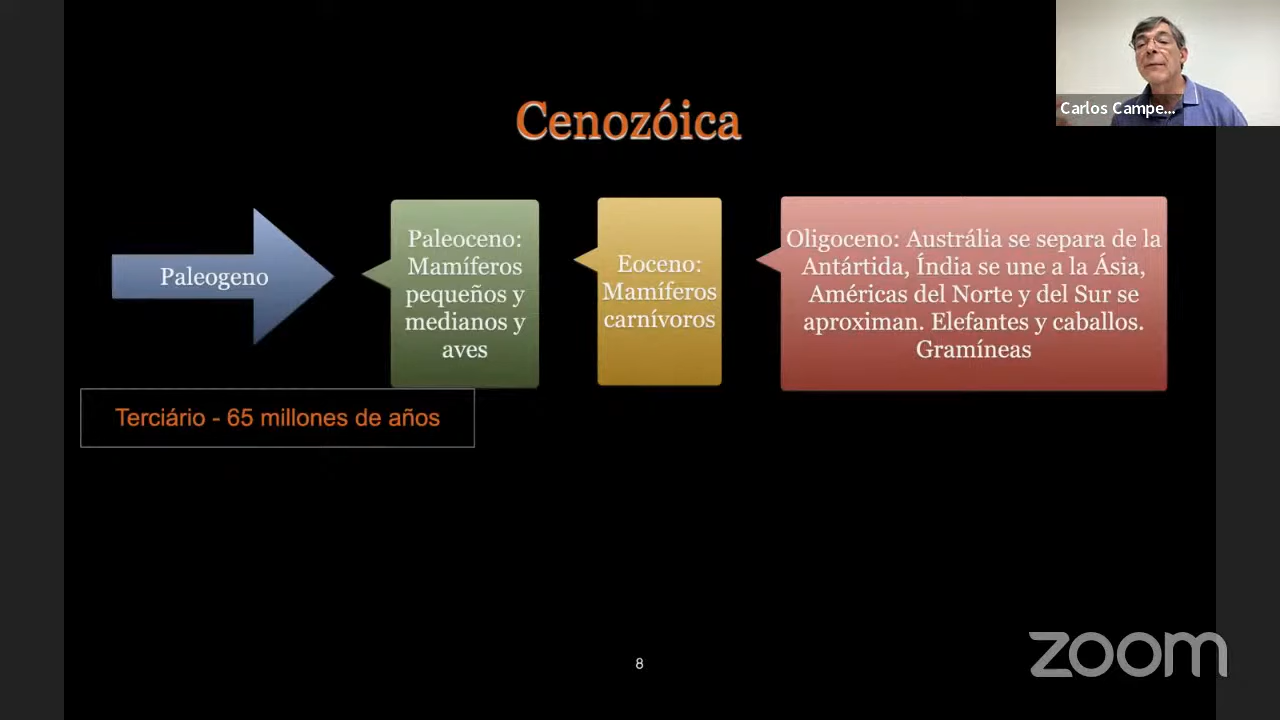 Cenozóica
Carlos Campe...
Paleogeno
Paleoceno:
Mamíferos
pequeños y
medianos y
aves
Eoceno:
Mamíferos
carnívoros
Oligoceno: Austrália se separa de la
Antártida, Índia se une a la Ásia,
Américas del Norte y del Sur se
aproximan. Elefantes y caballos.
Gramíneas
Terciário - 65 millones de años
8
zoom